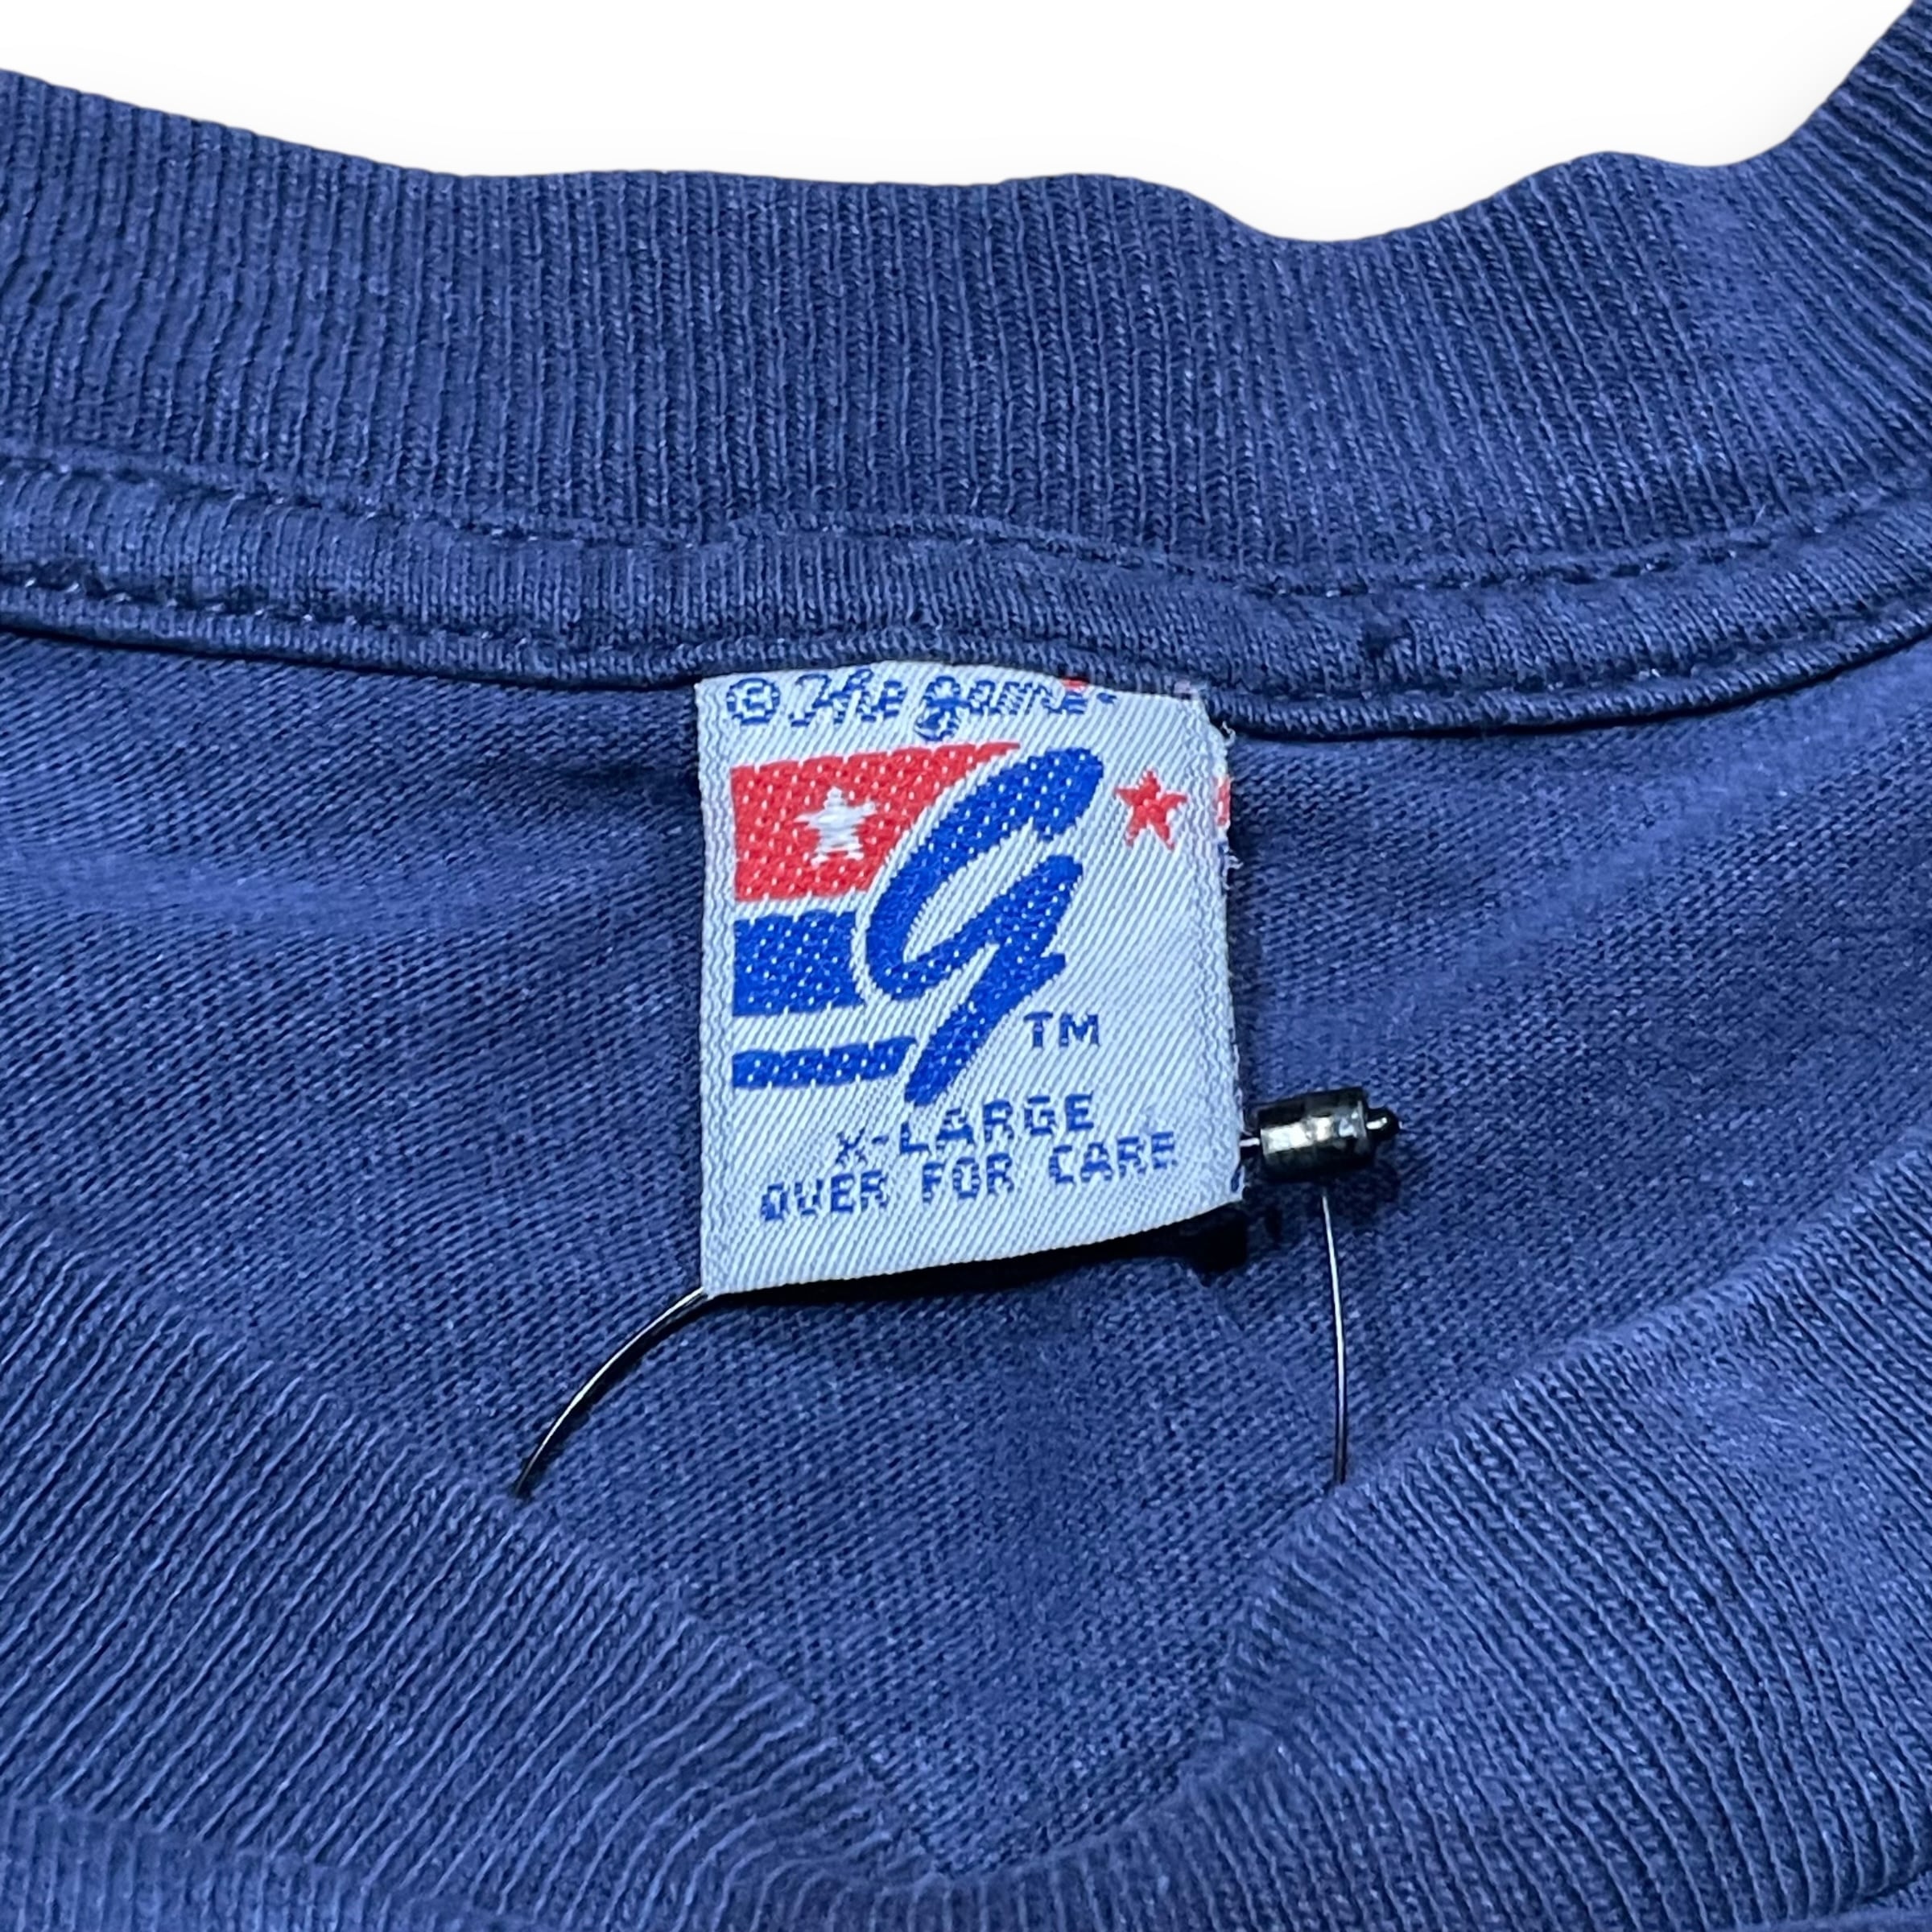 © The game
G
TM
X-LARGE
OVER FOR CARE